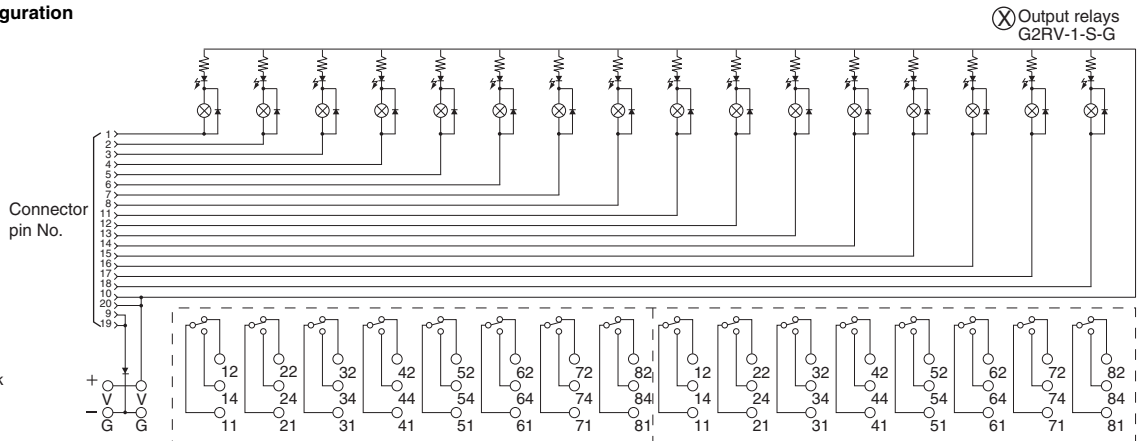 guration
Output relays
G2RV-1-S-G
1
2
3
4
5
6
7
8
11
12
13
14
15
16
17
18
10
20
9
19
Connector
pin No.
k
+ V V
− G G
12 22 32 42 52 62 72 82 12 22 32 42 52 62 72 82
14 24 34 44 54 64 74 84 14 24 34 44 54 64 74 84
11 21 31 41 51 61 71 81 11 21 31 41 51 61 71 81